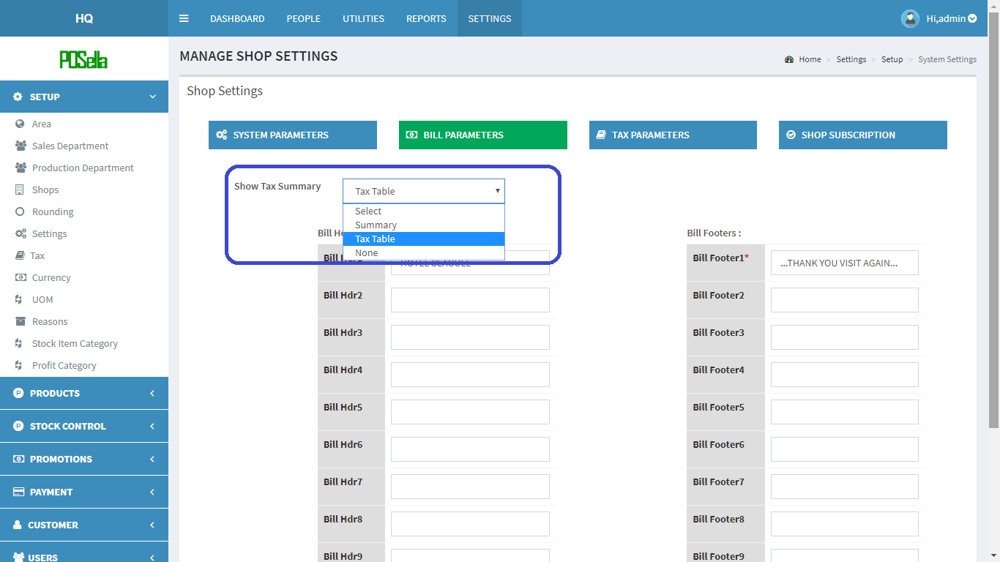 HQ
DASHBOARD PEOPLE UTILITIES REPORTS SETTINGS
Hi,admin
POSella
MANAGE SHOP SETTINGS
Home > Settings > Setup > System Settings
SETUP
Area
Sales Department
Production Department
Shops
Rounding
Settings
Tax
Currency
UOM
Reasons
Stock Item Category
Profit Category
PRODUCTS
STOCK CONTROL
PROMOTIONS
PAYMENT
CUSTOMER
USERS
Shop Settings
SYSTEM PARAMETERS
BILL PARAMETERS
TAX PARAMETERS
SHOP SUBSCRIPTION
Show Tax Summary
Tax Table
Select
Summary
Tax Table
None
Bill
Bill Hdr2
Bill Hdr3
Bill Hdr4
Bill Hdr5
Bill Hdr6
Bill Hdr7
Bill Hdr8
Bill Hdr9
Bill Footers :
Bill Footer1* ...THANK YOU VISIT AGAIN...
Bill Footer2
Bill Footer3
Bill Footer4
Bill Footer5
Bill Footer6
Bill Footer7
Bill Footer8
Bill Footer9